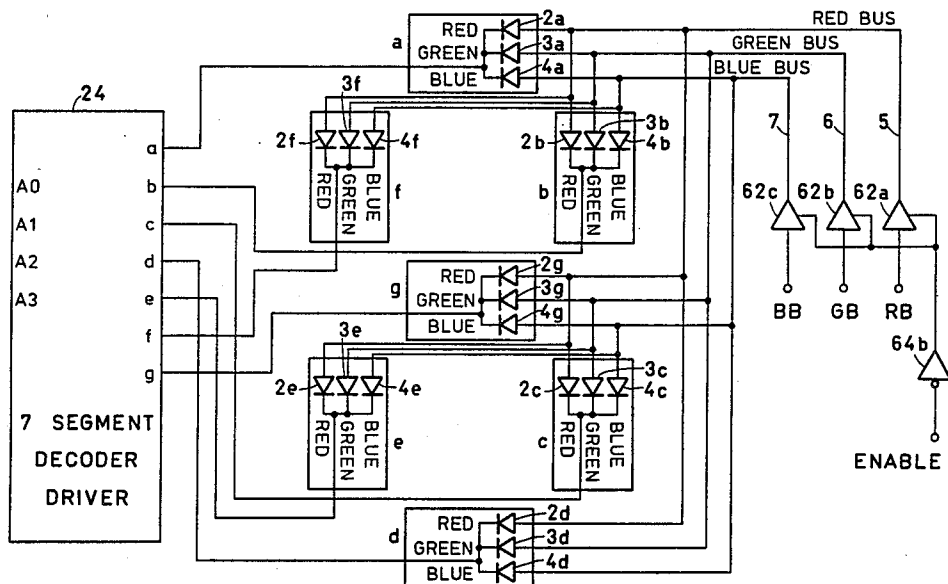 2a
RED
RED BUS
a
3a
GREEN
GREEN BUS
4a
BLUE
BLUE BUS
24
3f
2f
4f
3b
2b
4b
7
6
5
a
RED
GREEN
BLUE
f
RED
GREEN
BLUE
b
A0
b
62c
62b
62a
A1
c
A2
d
2g
RED
g
3g
GREEN
4g
BLUE
A3
e
BB
GB
RB
f
3e
64b
g
2e
4e
3c
2c
4c
7 SEGMENT
DECODER
DRIVER
RED
GREEN
BLUE
e
RED
GREEN
BLUE
c
ENABLE
2d
RED
d
3d
GREEN
4d
BLUE